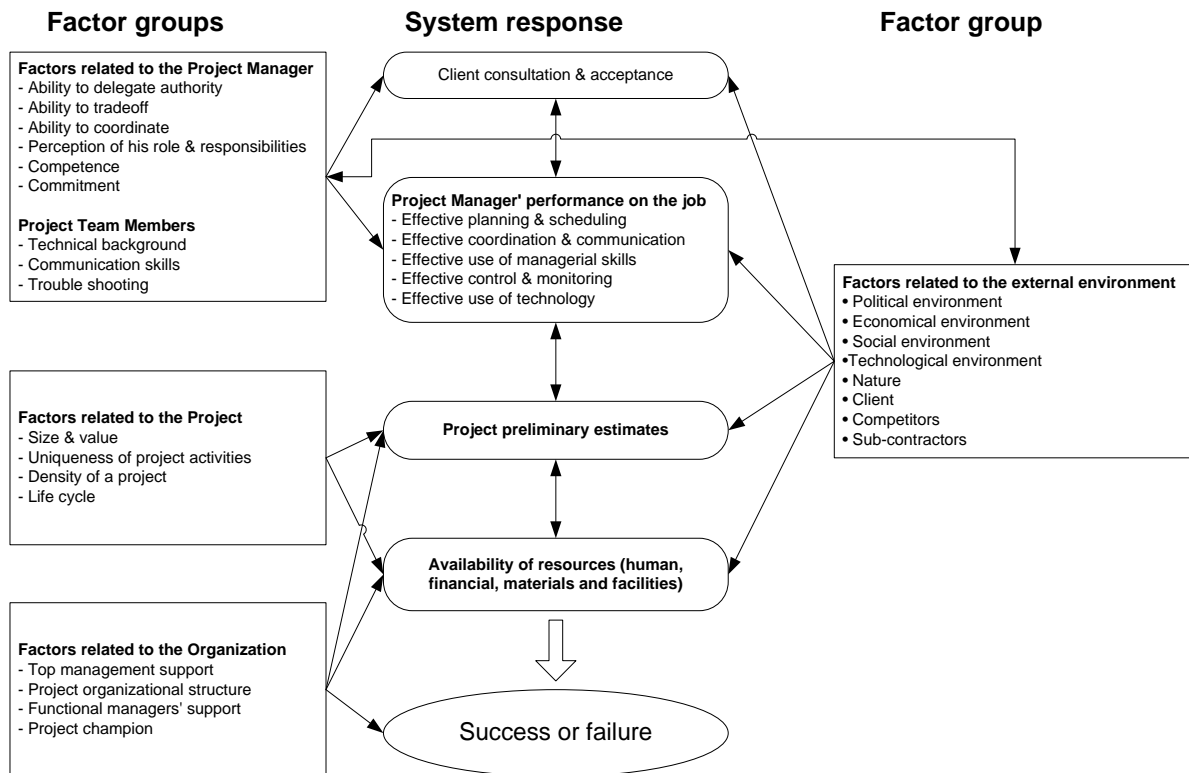 Factor groups
System response
Factor group
Factors related to the Project Manager
- Ability to delegate authority
- Ability to tradeoff
- Ability to coordinate
- Perception of his role & responsibilities
- Competence
- Commitment
Project Team Members
- Technical background
- Communication skills
- Trouble shooting
Factors related to the Project
- Size & value
- Uniqueness of project activities
- Density of a project
- Life cycle
Factors related to the Organization
- Top management support
- Project organizational structure
- Functional managers' support
- Project champion
Client consultation & acceptance
Project Manager' performance on the job
- Effective planning & scheduling
- Effective coordination & communication
- Effective use of managerial skills
- Effective control & monitoring
- Effective use of technology
Project preliminary estimates
Availability of resources (human,
financial, materials and facilities)
Success or failure
Factors related to the external environment
• Political environment
• Economical environment
• Social environment
•Technological environment
• Nature
• Client
• Competitors
• Sub-contractors